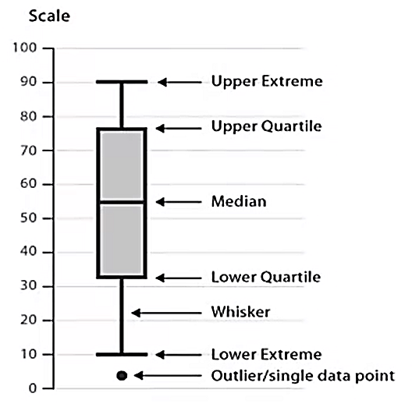 Scale
100
90
Upper Extreme
80
Upper Quartile
70
60
Median
50
40
Lower Quartile
30
Whisker
20
10
Lower Extreme
Outlier/single data point
0